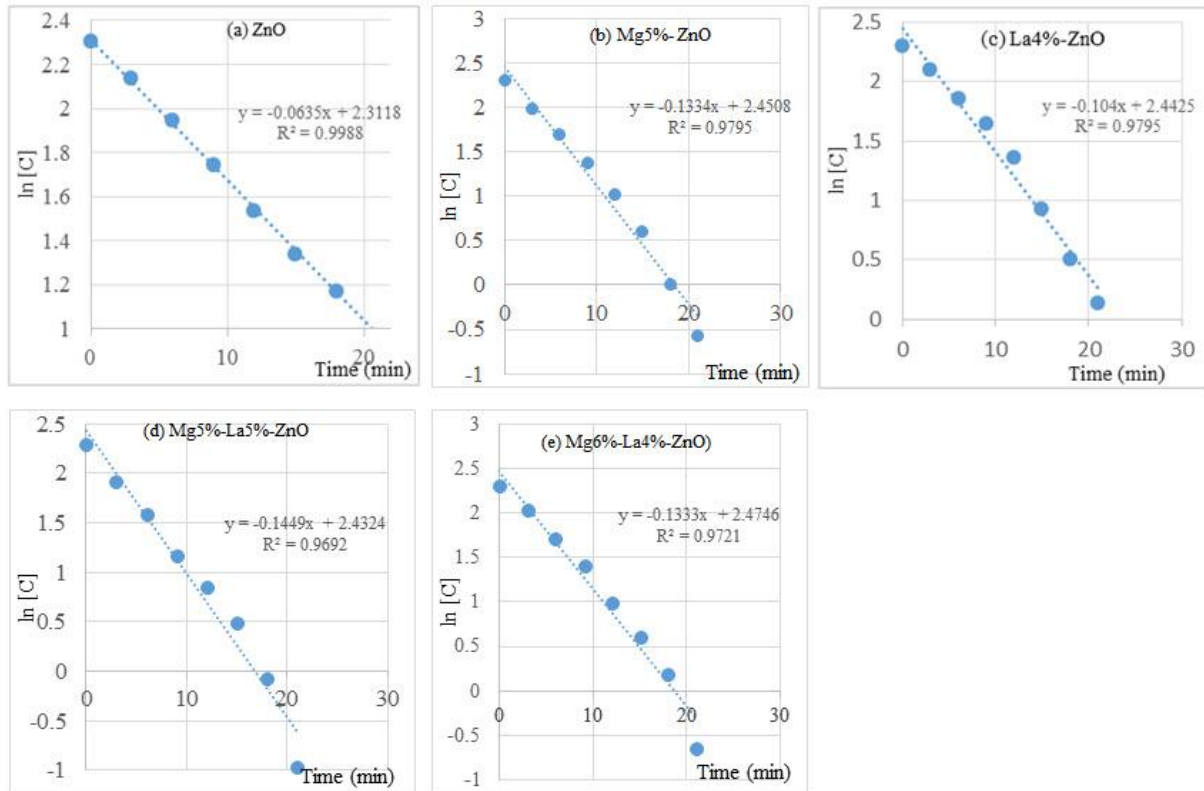 (a) ZnO
2.4
2.2
2
1.8
1.6
1.4
1.2
1
ln [C]
y = -0.0635x + 2.3118
R² = 0.9988
0
10
20
Time (min)
(b) Mg5%-ZnO
3
2.5
2
1.5
1
0.5
0
-0.5
-1
ln [C]
y = -0.1334x + 2.4508
R² = 0.9795
0
10
20
30
Time (min)
(c) La4%-ZnO
2.5
2
1.5
1
0.5
0
ln [C]
y = -0.104x + 2.4425
R² = 0.9795
0
10
20
30
Time (min)
(d) Mg5%-La5%-ZnO
2.5
2
1.5
1
0.5
0
-0.5
-1
ln [C]
y = -0.1449x + 2.4324
R² = 0.9692
0
10
20
30
Time (min)
(e) Mg6%-La4%-ZnO)
3
2.5
2
1.5
1
0.5
0
-0.5
-1
ln [C]
y = -0.1333x + 2.4746
R² = 0.9721
0
10
20
30
Time (min)